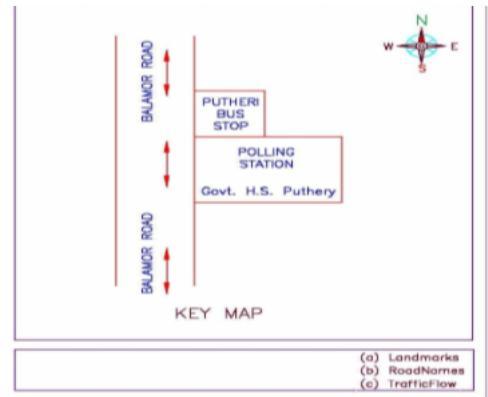 N
W E
S
BALAMOR ROAD
PUTHERI
BUS
STOP
POLLING
STATION
Govt. H.S. Puthery
BALAMOR ROAD
KEY MAP
(a) Landmarks
(b) RoadNames
(c) TrafficFlow